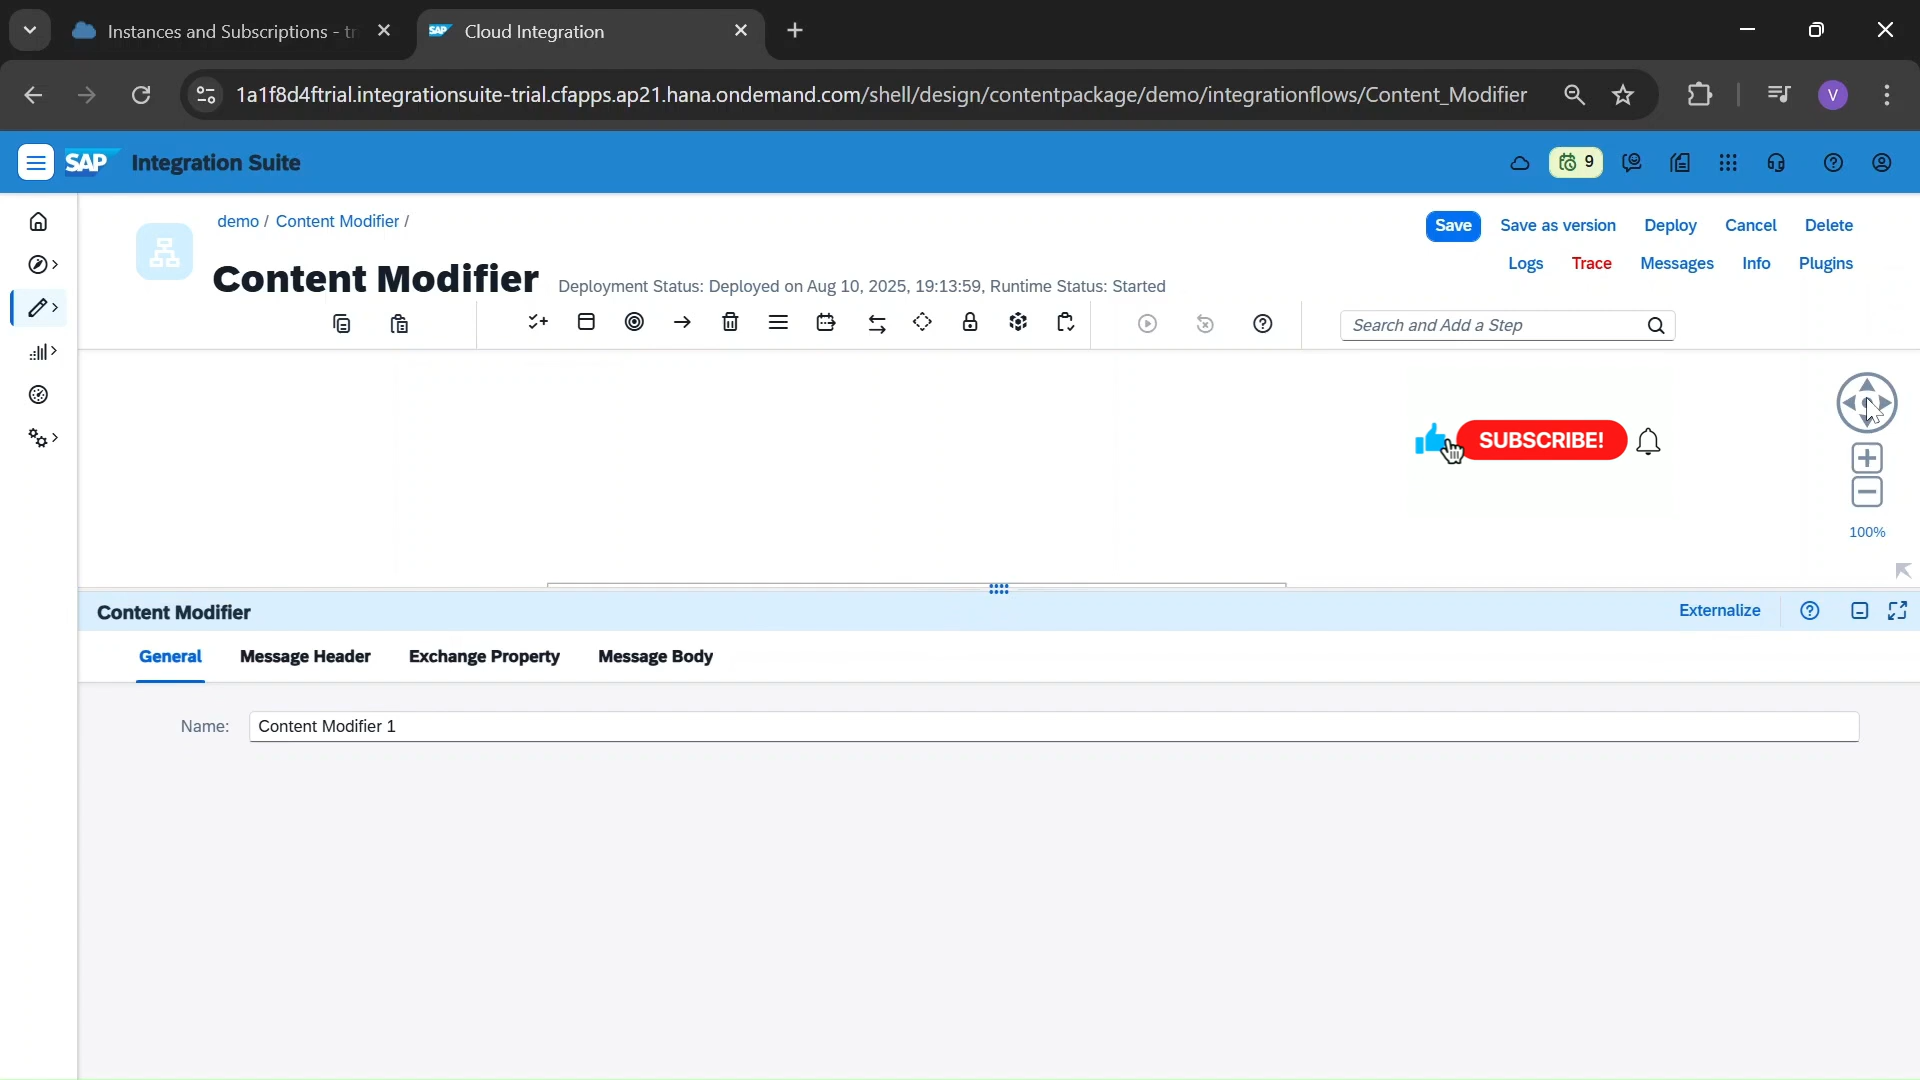 Instances and Subscriptions - tr
Cloud Integration
1a1f8d4ftrial.integrationsuite-trial.cfapps.ap21.hana.ondemand.com/shell/design/contentpackage/demo/integrationflows/Content_Modifier
V
SAP Integration Suite
9
demo / Content Modifier /
Save Save as version Deploy Cancel Delete
Content Modifier Deployment Status: Deployed on Aug 10, 2025, 19:13:59, Runtime Status: Started
Logs Trace Messages Info Plugins
Search and Add a Step
SUBSCRIBE!
100%
Content Modifier
Externalize
General Message Header Exchange Property Message Body
Name: Content Modifier 1